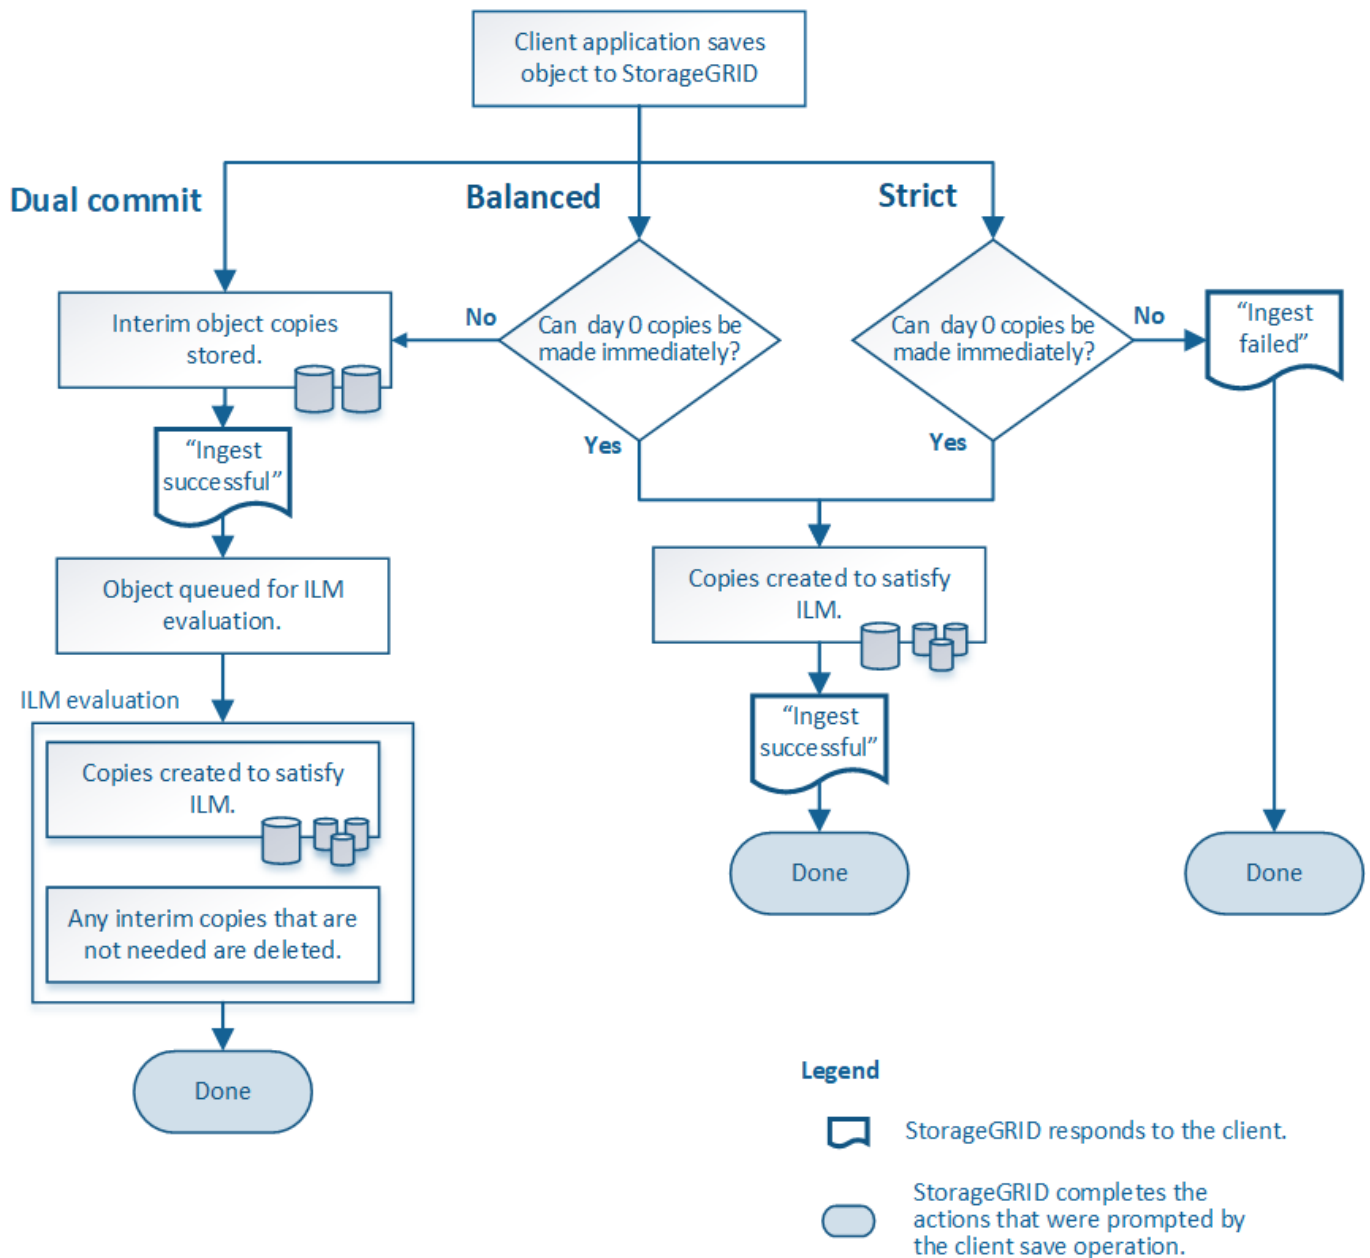 Client application saves
object to StorageGRID
Dual commit
Balanced
Strict
Interim object copies
stored.
No
Can day 0 copies be
made immediately?
Can day 0 copies be
made immediately?
No
“Ingest
failed”
Yes
Yes
“Ingest
successful”
Object queued for ILM
evaluation.
Copies created to satisfy
ILM.
ILM evaluation
“Ingest
successful”
Copies created to satisfy
ILM.
Done
Done
Any interim copies that are
not needed are deleted.
Done
Legend
StorageGRID responds to the client.
StorageGRID completes the
actions that were prompted by
the client save operation.